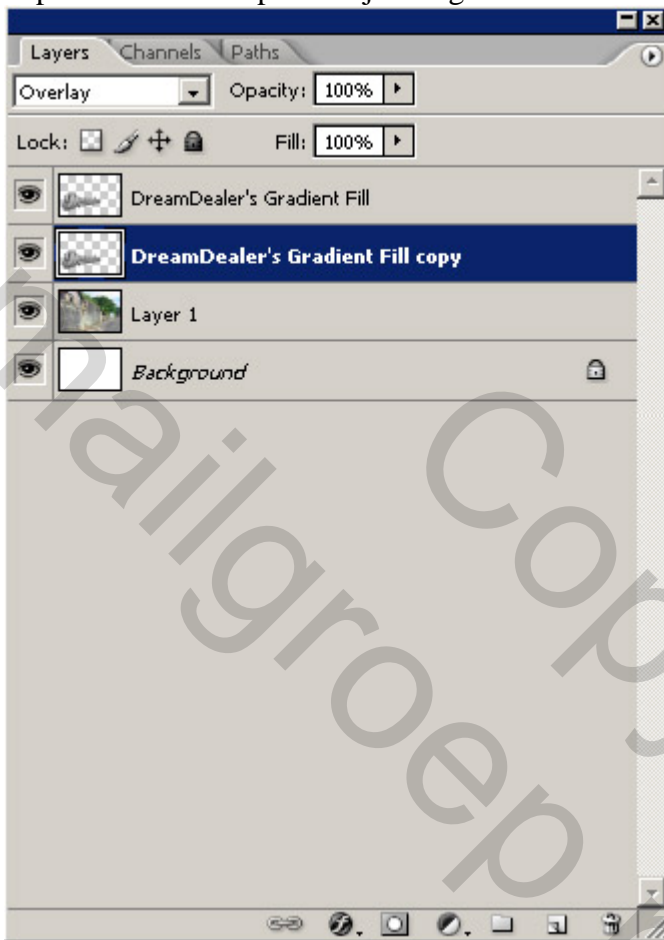 Layers Channels Paths
Overlay Opacity: 100%
Lock: Fill: 100%
DreamDealer's Gradient Fill
DreamDealer's Gradient Fill copy
Layer 1
Background